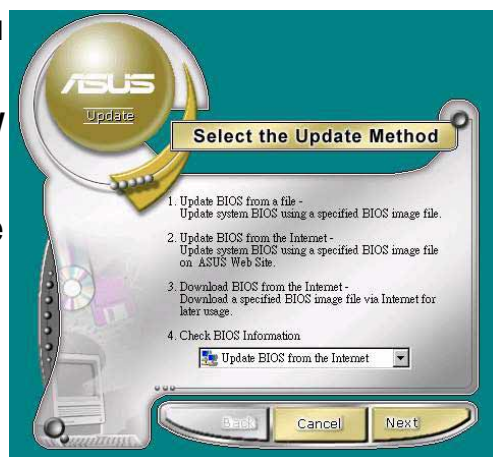 ASUS
Update
Select the Update Method
1. Update BIOS from a file -
Update system BIOS using a specified BIOS image file.
2. Update BIOS from the Internet -
Update system BIOS using a specified BIOS image file
on ASUS Web Site.
3. Download BIOS from the Internet -
Download a specified BIOS image file via Internet for
later usage.
4. Check BIOS Information
Update BIOS from the Internet
Back
Cancel
Next